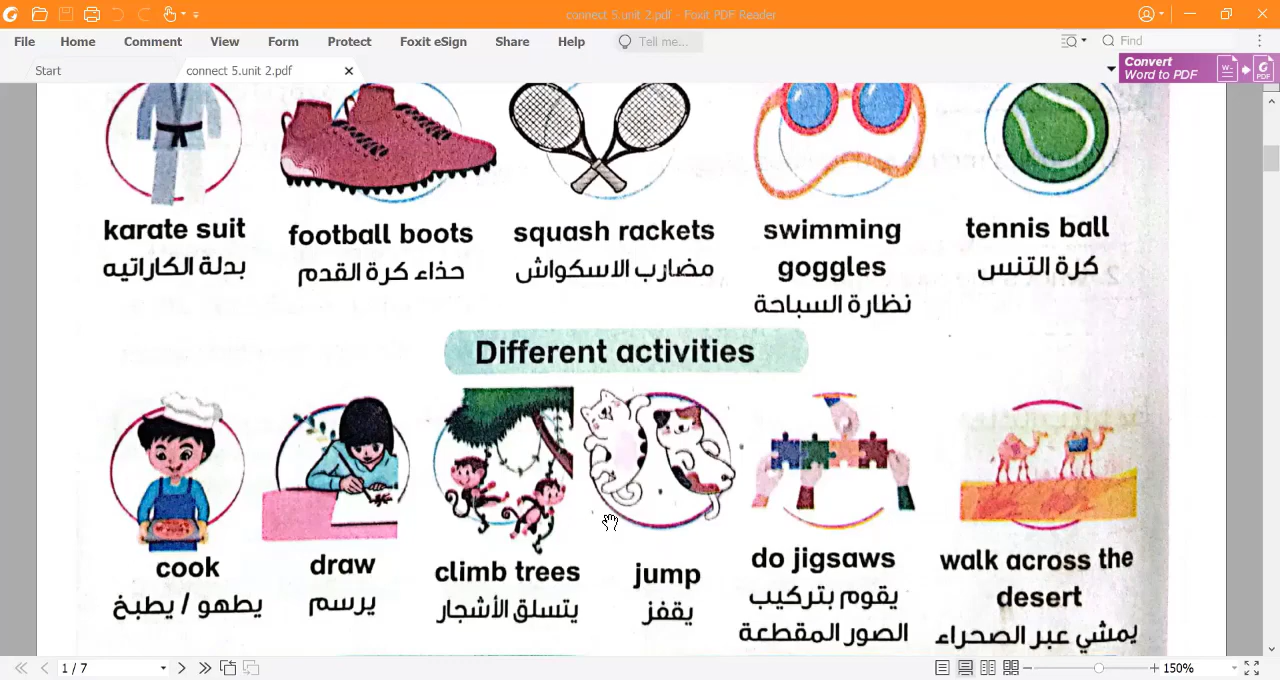 connect 5.unit 2.pdf - Foxit PDF Reader
File Home Comment View Form Protect Foxit eSign Share Help Tell me... Find
Start connect 5.unit 2.pdf
Convert
Word to PDF
karate suit
بدلة الكاراتيه
football boots
حذاء كرة القدم
squash rackets
مضارب الاسكواش
swimming
goggles
نظارة السباحة
tennis ball
كرة التنس
Different activities
cook
يطهو / يطبخ
draw
يرسم
climb trees
يتسلق الأشجار
jump
يقفز
do jigsaws
يقوم بتركيب
الصور المقطعة
walk across the
desert
يمشي عبر الصحراء
1 / 7
150%